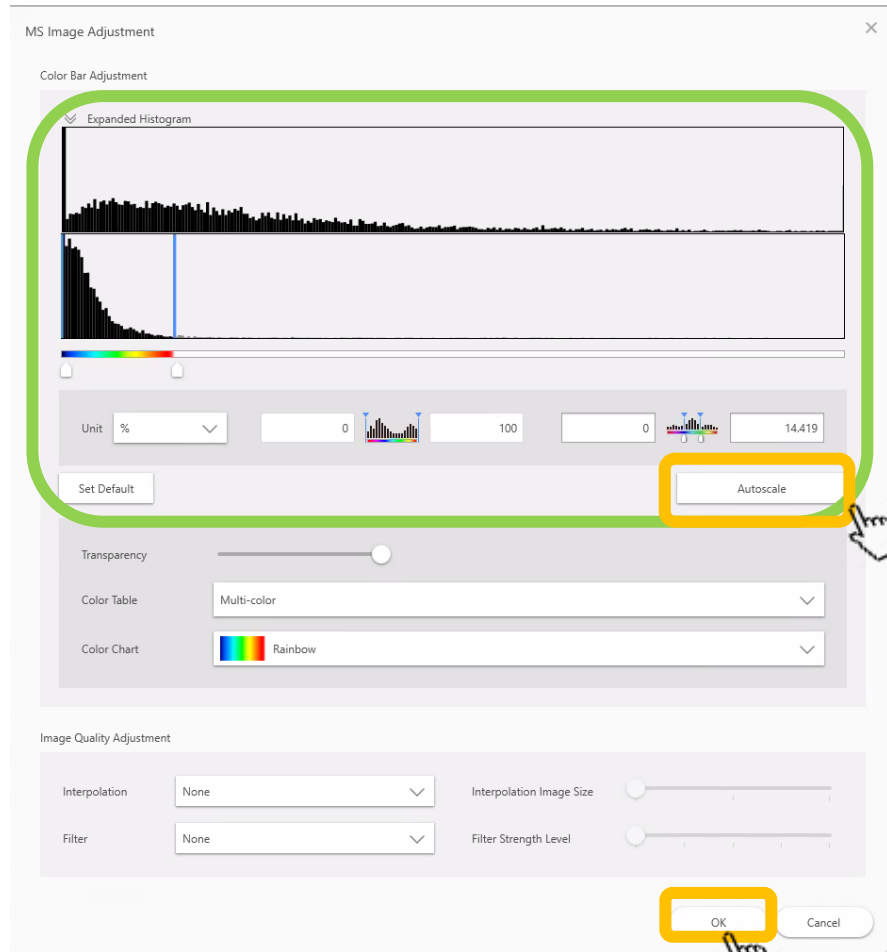 MS Image Adjustment
Color Bar Adjustment
Expanded Histogram
Unit % 0 100 0 14.419
Set Default Autoscale
Transparency
Color Table Multi-color
Color Chart Rainbow
Image Quality Adjustment
Interpolation None Interpolation Image Size
Filter None Filter Strength Level
OK Cancel